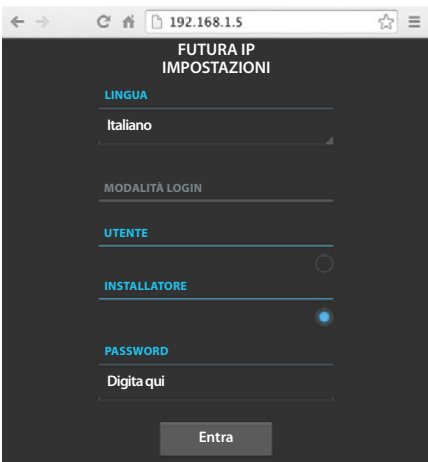 192.168.1.5
FUTURA IP
IMPOSTAZIONI
LINGUA
Italiano
MODALITÀ LOGIN
UTENTE
INSTALLATORE
PASSWORD
Digita qui
Entra